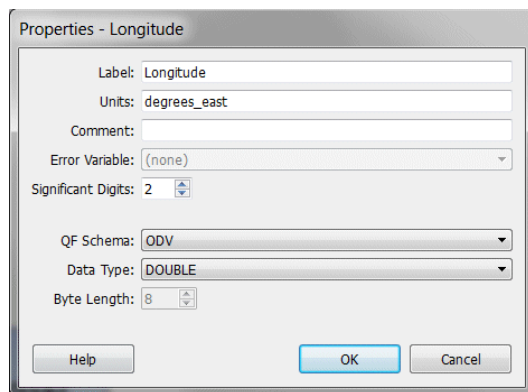 Properties - Longitude
Label: Longitude
Units: degrees_east
Comment:
Error Variable: (none)
Significant Digits: 2
QF Schema: ODV
Data Type: DOUBLE
Byte Length: 8
Help OK Cancel